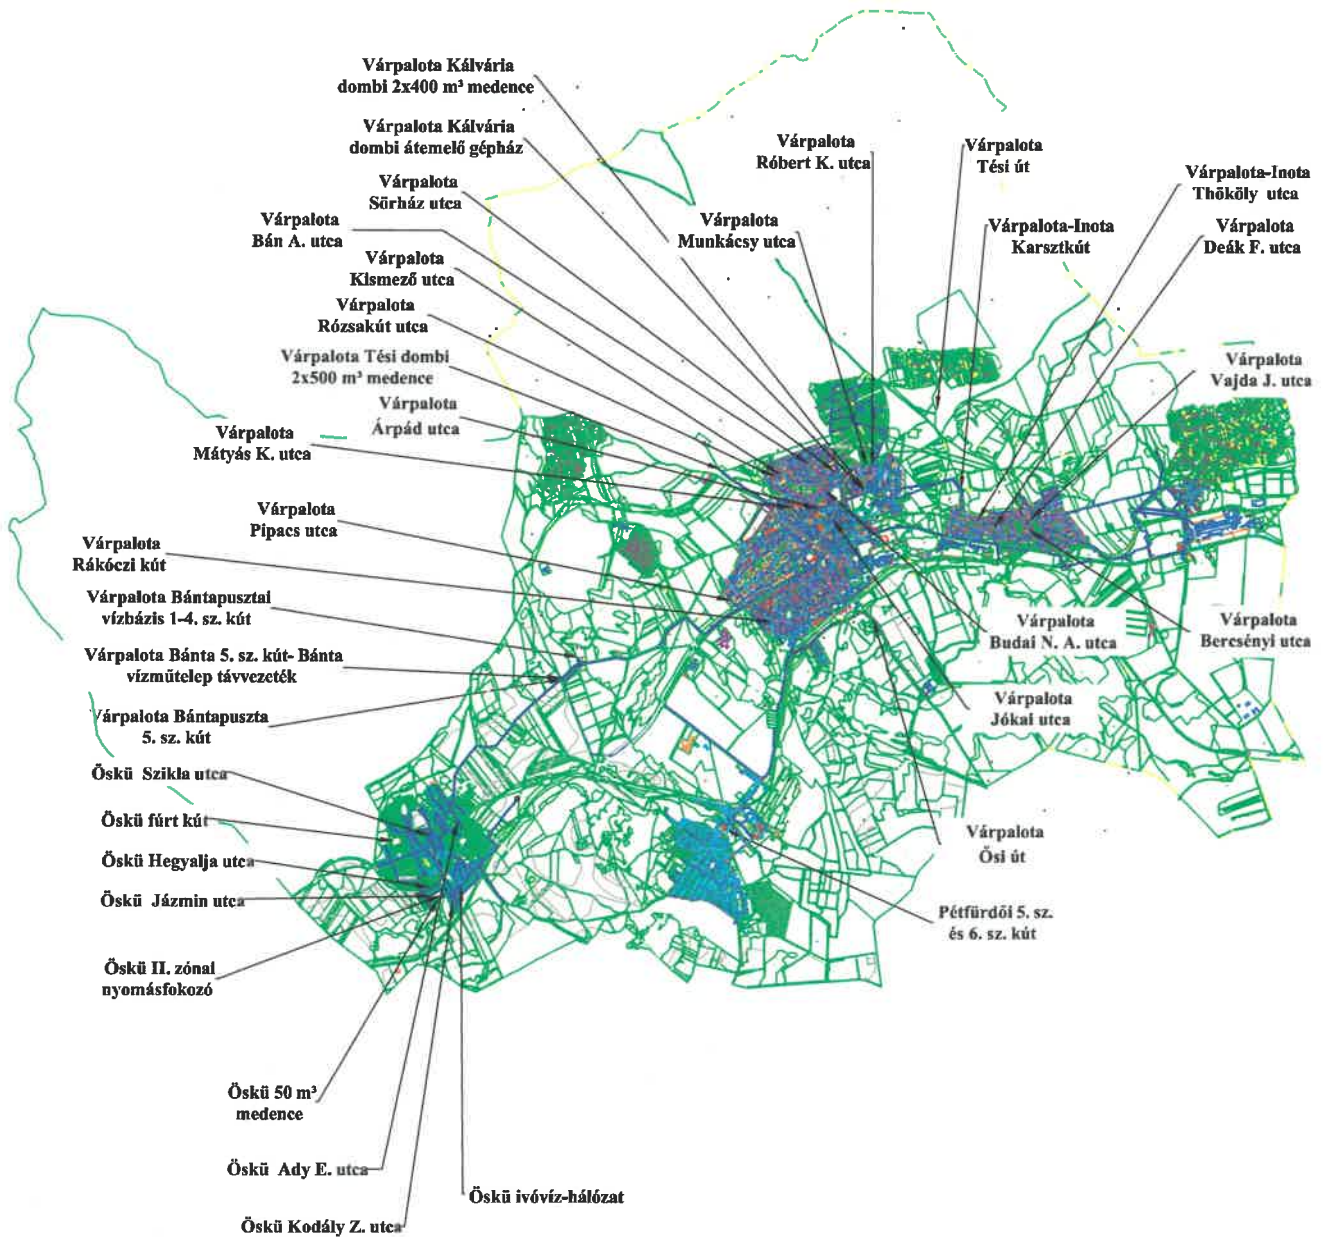 Várpalota Kálvária
dombi 2x400 m³ medence
Várpalota Kálvária
dombi átemelő gépház
Várpalota
Sörház utca
Várpalota
Bán A. utca
Várpalota
Kismező utca
Várpalota
Rózsakút utca
Várpalota Tési dombi
2x500 m³ medence
Várpalota
Árpád utca
Várpalota
Mátyás K. utca
Várpalota
Pipacs utca
Várpalota
Rákóczi kút
Várpalota Bántapusztai
vízbázis 1-4. sz. kút
Várpalota Bánta 5. sz. kút- Bánta
vízműtelep távvezeték
Várpalota Bántapuszta
5. sz. kút
Öskü Szikla utca
Öskü fúrt kút
Öskü Hegyalja utca
Öskü Jázmin utca
Öskü II. zónai
nyomásfokozó
Öskü 50 m³
medence
Öskü Ady E. utca
Öskü Kodály Z. utca
Öskü ivóvíz-hálózat
Várpalota
Róbert K. utca
Várpalota
Munkácsy utca
Várpalota
Tési út
Várpalota-Inota
Karsztkút
Várpalota-Inota
Thököly utca
Várpalota
Deák F. utca
Várpalota
Vajda J. utca
Várpalota
Budai N. A. utca
Várpalota
Bercsényi utca
Várpalota
Jókai utca
Várpalota
Ősi út
Pétfürdői 5. sz.
és 6. sz. kút